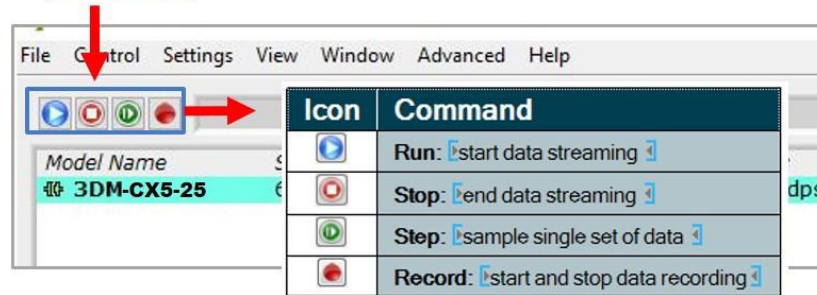 File Control Settings View Window Advanced Help
Icon Command
Run: start data streaming
Model Name
3DM-CX5-25
Stop: end data streaming
Step: sample single set of data
Record: start and stop data recording